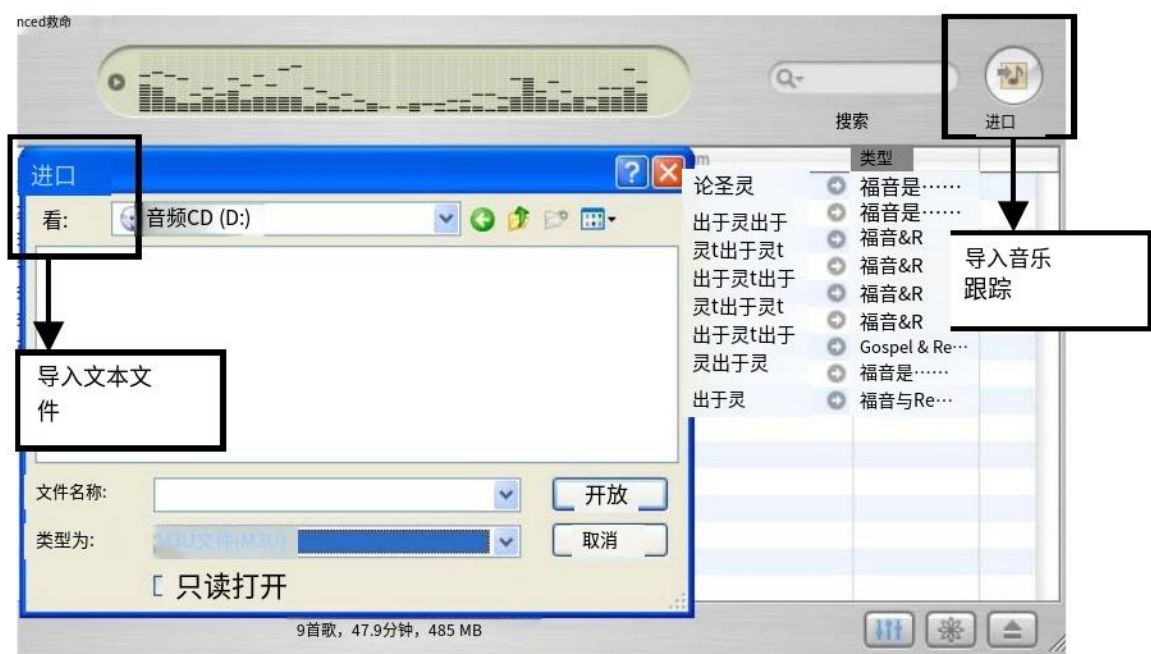 nced救命
搜索
进口
进口
看:
音频CD (D:)
m
类型
论圣灵
福音是……
出于灵出于
福音是……
灵t出于灵t
福音&R
出于灵t出于
福音&R
灵t出于灵t
福音&R
出于灵t出于
福音&R
灵出于灵
Gospel & Re…
福音是……
出于灵
福音与Re…
导入音乐
跟踪
导入文本文
件
文件名称:
开放
类型为:
M3U文件(M3U)
取消
只读打开
9首歌，47.9分钟，485 MB